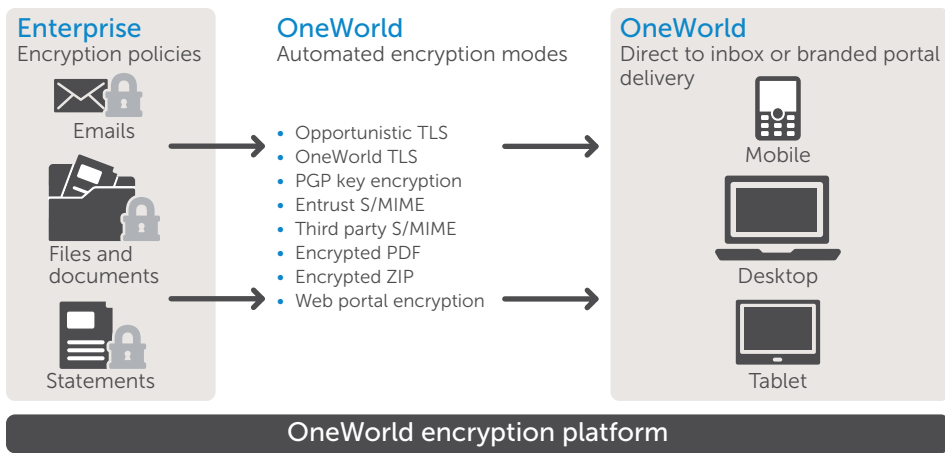 Enterprise
Encryption policies
Emails
Files and
documents
Statements
OneWorld
Automated encryption modes
• Opportunistic TLS
• OneWorld TLS
• PGP key encryption
• Entrust S/MIME
• Third party S/MIME
• Encrypted PDF
• Encrypted ZIP
• Web portal encryption
OneWorld
Direct to inbox or branded portal
delivery
Mobile
Desktop
Tablet
OneWorld encryption platform